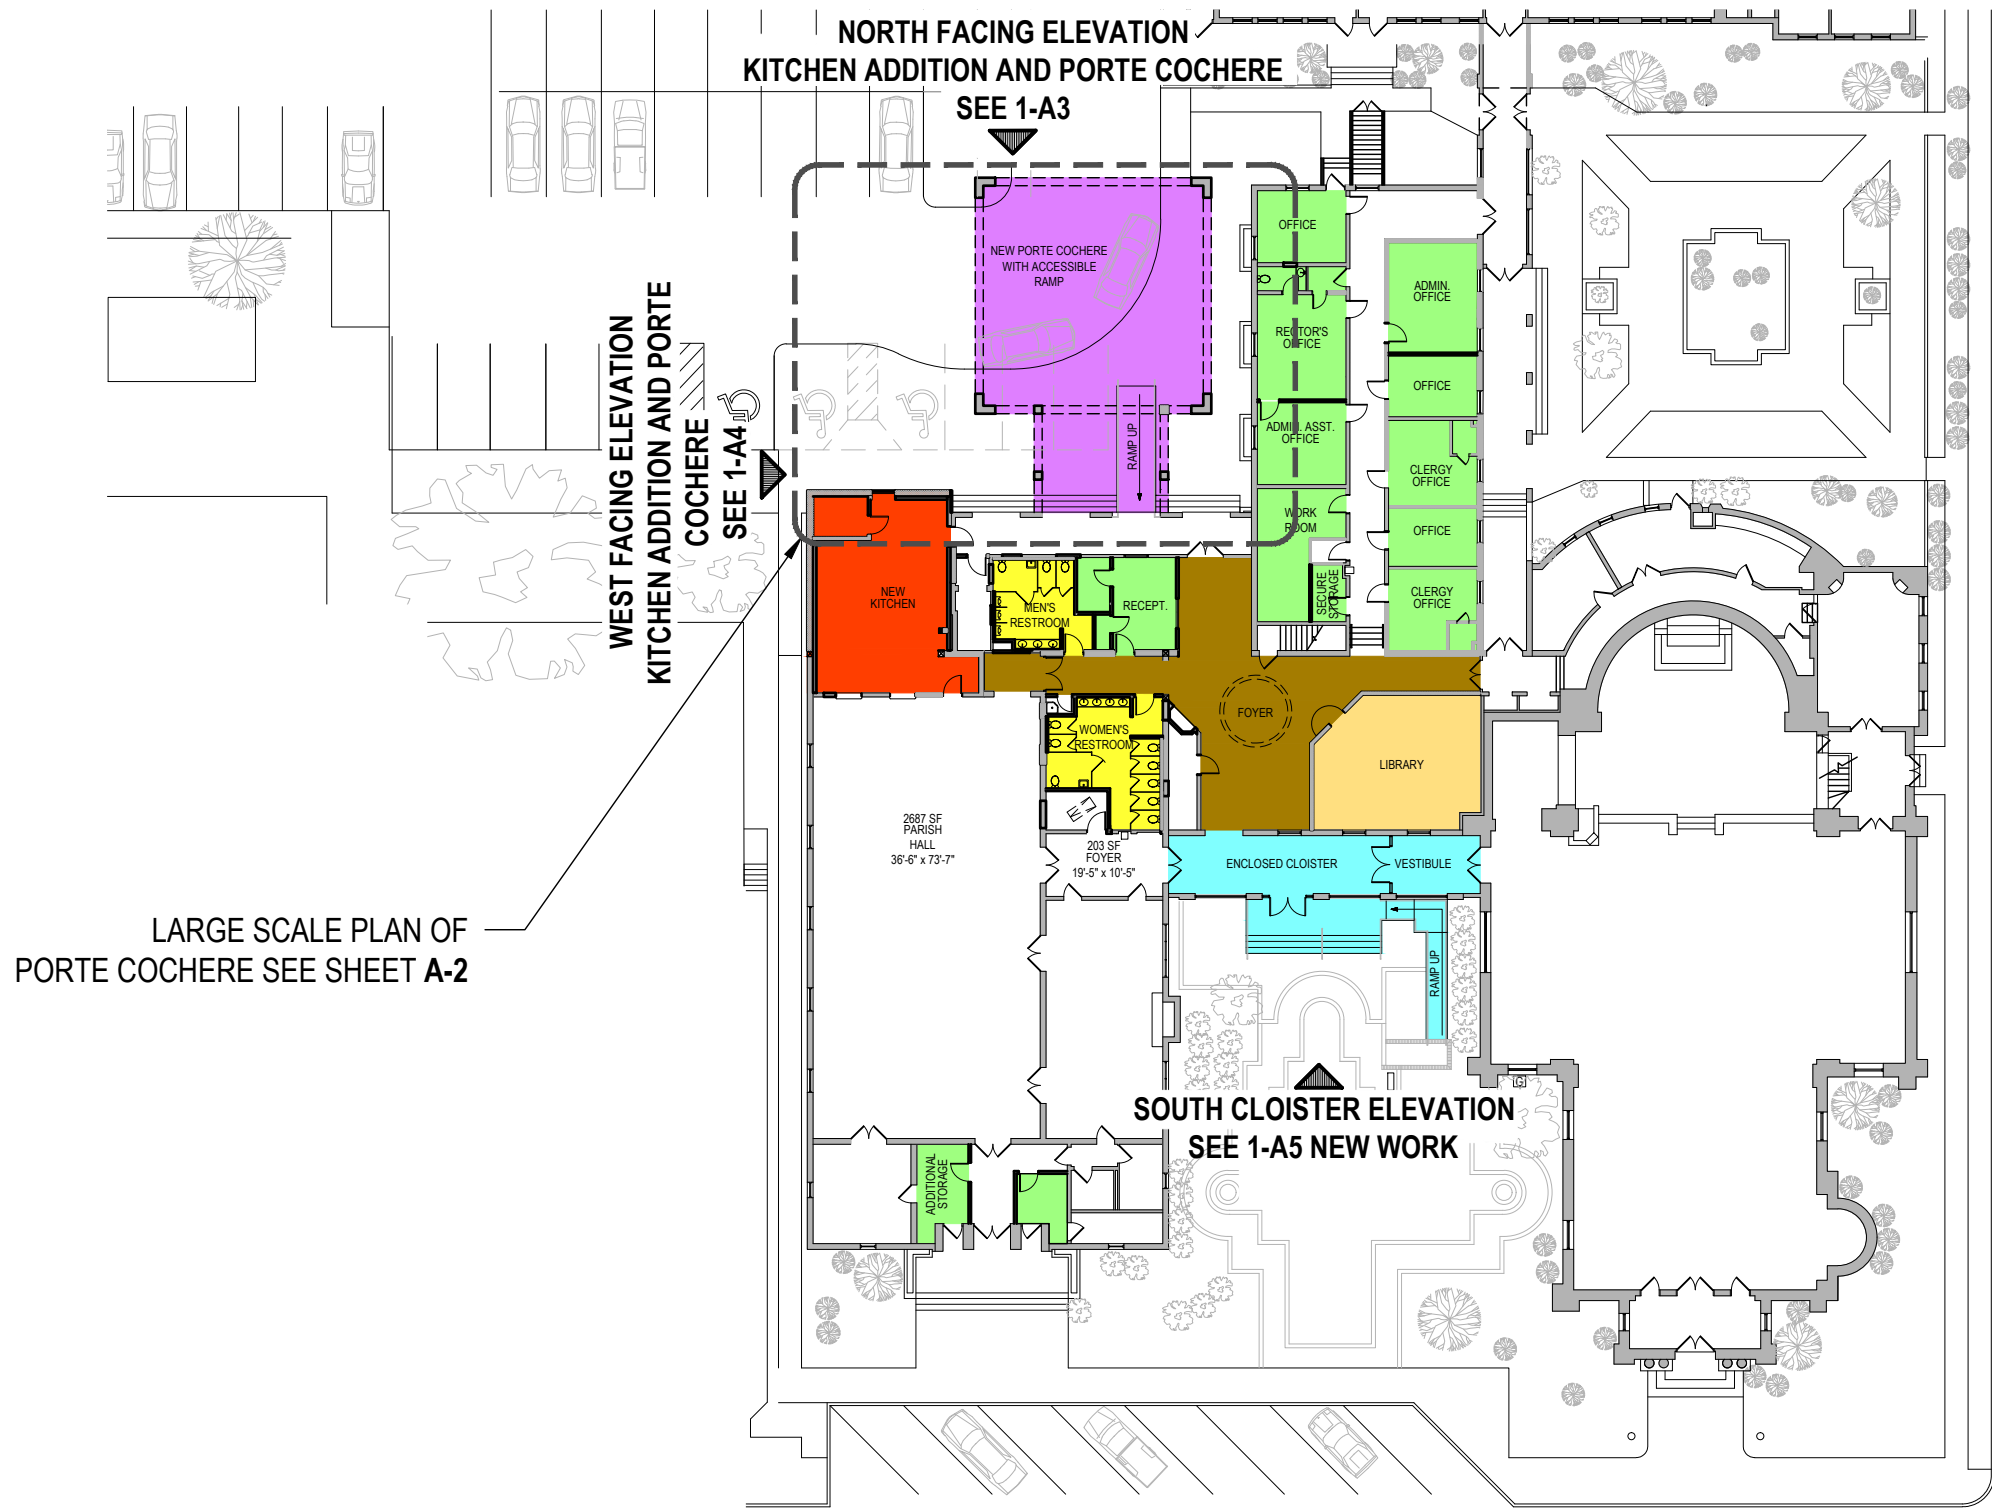 NORTH FACING ELEVATION
KITCHEN ADDITION AND PORTE COCHERE
SEE 1-A3
WEST FACING ELEVATION
KITCHEN ADDITION AND PORTE
COCHERE
SEE 1-A4
NEW PORTE COCHERE
WITH ACCESSIBLE
RAMP
RAMP UP
OFFICE
RECTOR'S
OFFICE
ADMIN. ASST.
OFFICE
WORK
ROOM
SECURE
STORAGE
ADMIN.
OFFICE
OFFICE
CLERGY
OFFICE
OFFICE
CLERGY
OFFICE
NEW
KITCHEN
MEN'S
RESTROOM
RECEPT.
WOMEN'S
RESTROOM
FOYER
LIBRARY
2687 SF
PARISH
HALL
36'-6" x 73'-7"
203 SF
FOYER
19'-5" x 10'-5"
ENCLOSED CLOISTER
VESTIBULE
RAMP UP
LARGE SCALE PLAN OF
PORTE COCHERE SEE SHEET A-2
SOUTH CLOISTER ELEVATION
SEE 1-A5 NEW WORK
G
ADDITIONAL
STORAGE